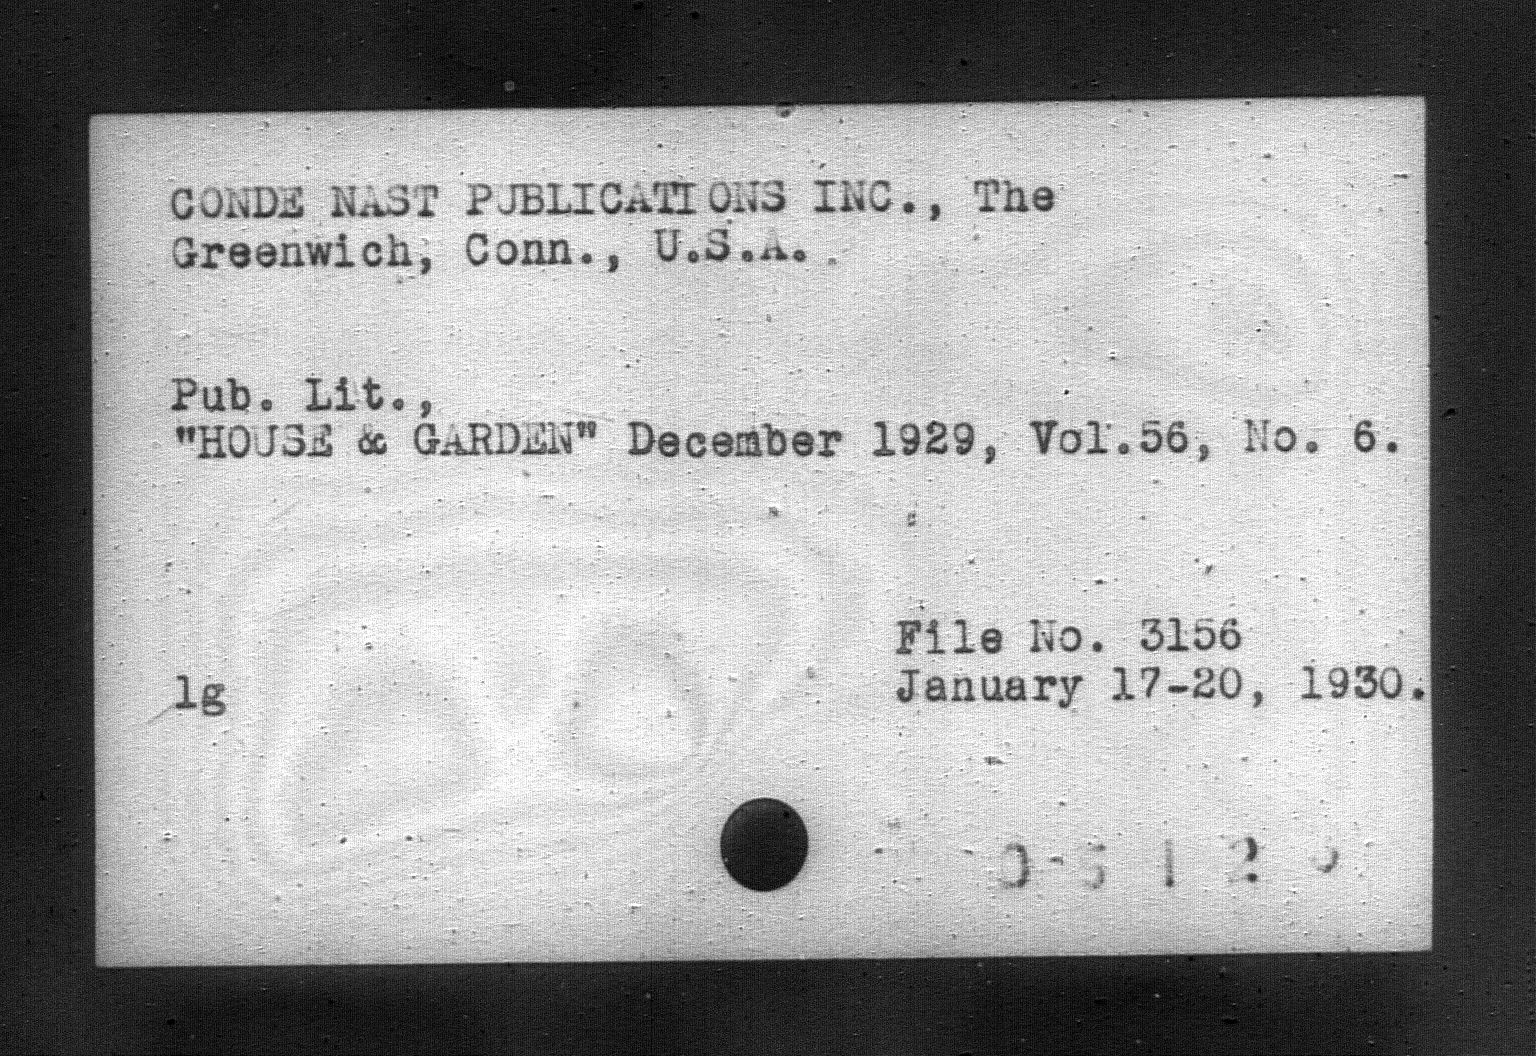 CONDE NAST PUBLICATIONS INC., The
Greenwich, Conn., U.S.A.
Pub. Lit.,
"HOUSE & GARDEN" December 1929, Vol.56, No. 6.
File No. 3156
lg
January 17-20, 1930.